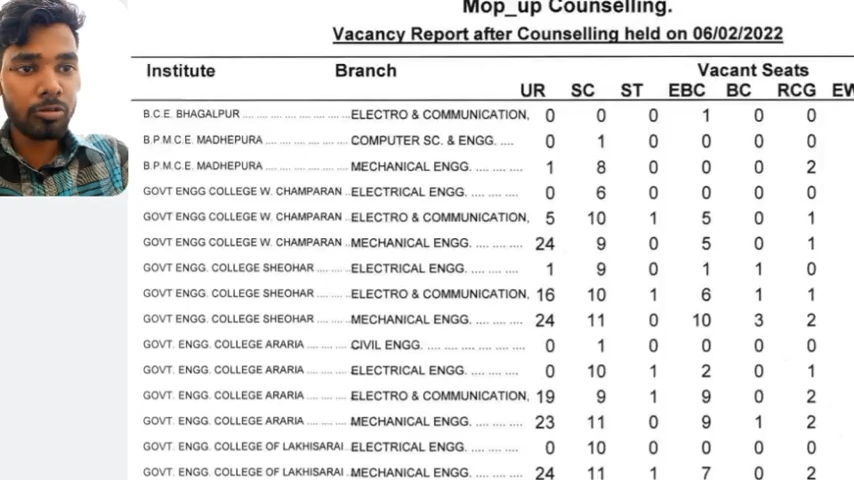 Mop_up Counselling.
Vacancy Report after Counselling held on 06/02/2022
Institute Branch Vacant Seats
UR SC ST EBC BC RCG EW
B.C.E. BHAGALPUR .... .... .... .... .... .... .... ELECTRO & COMMUNICATION, 0 0 0 1 0 0
B.P.M.C.E. MADHEPURA .... .... .... .... .... COMPUTER SC. & ENGG. .... 0 1 0 0 0 0
B.P.M.C.E. MADHEPURA .... .... .... .... .... MECHANICAL ENGG. .... .... .... 1 8 0 0 0 2
GOVT ENGG COLLEGE W. CHAMPARAN .. ELECTRICAL ENGG. .... .... .... 0 6 0 0 0 0
GOVT ENGG COLLEGE W. CHAMPARAN .. ELECTRO & COMMUNICATION, 5 10 1 5 0 1
GOVT ENGG COLLEGE W. CHAMPARAN .. MECHANICAL ENGG. .... .... .... 24 9 0 5 0 1
GOVT ENGG. COLLEGE SHEOHAR .... .... .. ELECTRICAL ENGG. .... .... .... 1 9 0 1 1 0
GOVT ENGG. COLLEGE SHEOHAR .... .... .. ELECTRO & COMMUNICATION, 16 10 1 6 1 1
GOVT ENGG. COLLEGE SHEOHAR .... .... .. MECHANICAL ENGG. .... .... .... 24 11 0 10 3 2
GOVT. ENGG. COLLEGE ARARIA .... .... .... CIVIL ENGG. .... .... .... .... .... 0 1 0 0 0 0
GOVT. ENGG. COLLEGE ARARIA .... .... .... ELECTRICAL ENGG. .... .... .... 0 10 1 2 0 1
GOVT. ENGG. COLLEGE ARARIA .... .... .... ELECTRO & COMMUNICATION, 19 9 1 9 0 2
GOVT. ENGG. COLLEGE ARARIA .... .... .... MECHANICAL ENGG. .... .... .... 23 11 0 9 1 2
GOVT. ENGG. COLLEGE OF LAKHISARAI .. ELECTRICAL ENGG. .... .... .... 0 10 0 0 0 0
GOVT. ENGG. COLLEGE OF LAKHISARAI .. MECHANICAL ENGG. .... .... .... 24 11 1 7 0 2